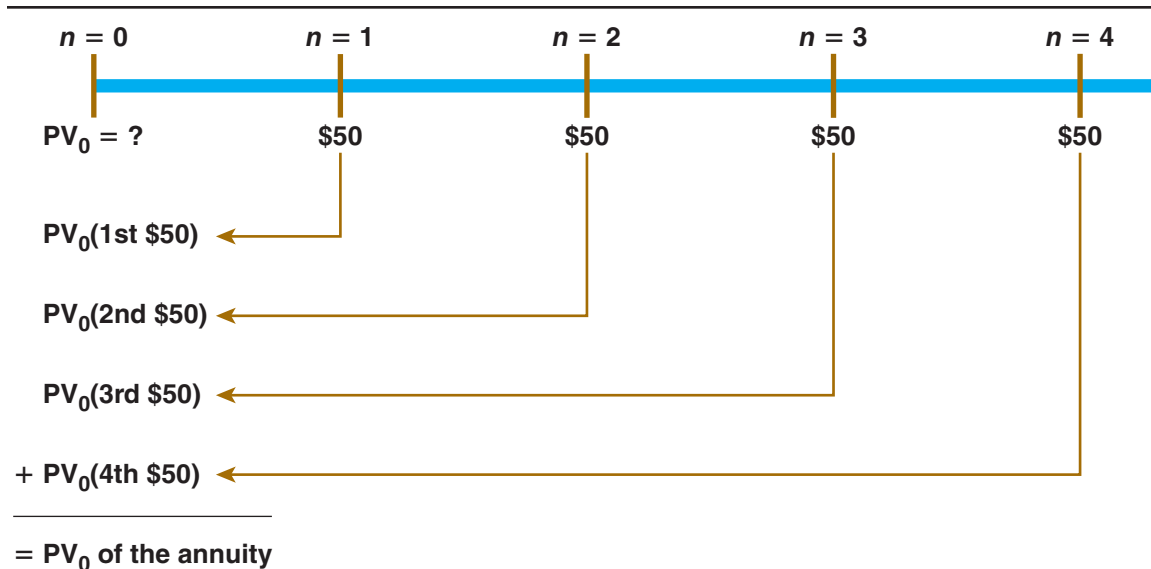 n = 0 n = 1 n = 2 n = 3 n = 4
PV0 = ? $50 $50 $50 $50
PV0(1st $50)
PV0(2nd $50)
PV0(3rd $50)
+ PV0(4th $50)
= PV0 of the annuity